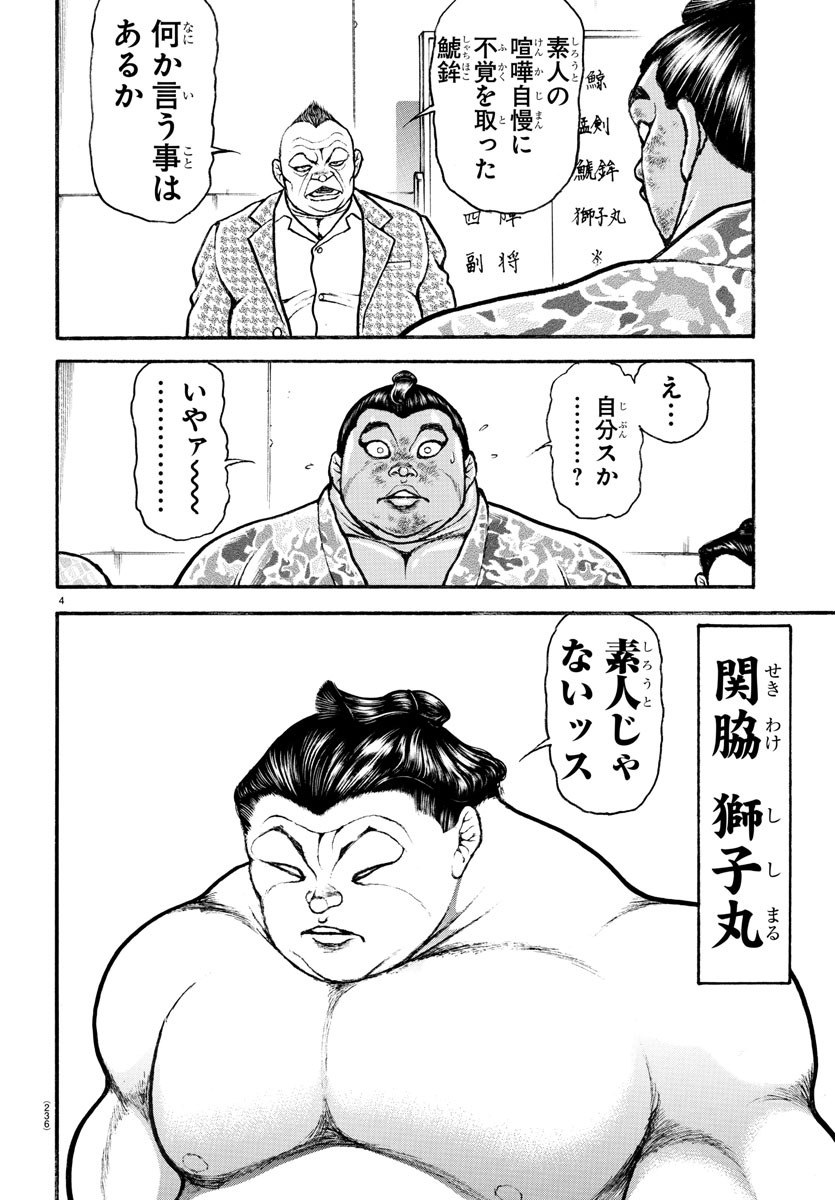 素人の
喧嘩自慢に
不覚を取った
鯱鉾
何か言う事は
あるか
鯨
猛剣
鯱鉾
獅子丸
副将
え…
自分スか
…………?
いやァ〜〜〜
…………
4
関脇 獅子丸
素人じゃ
ないッス
(236)